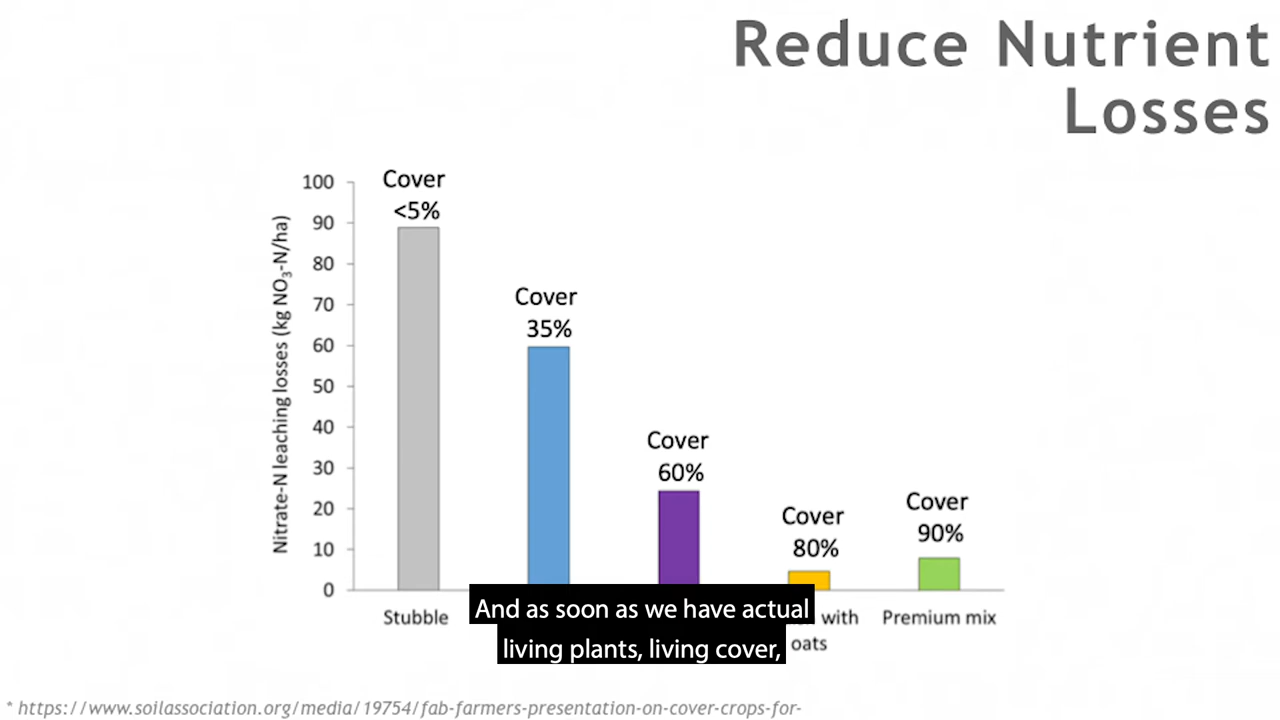 Reduce Nutrient
Losses
Nitrate-N leaching losses (kg NO₃-N/ha)
100
90
80
70
60
50
40
30
20
10
0
Cover
<5%
Cover
35%
Cover
60%
Cover
80%
Cover
90%
Stubble
with
oats
Premium mix
And as soon as we have actual
living plants, living cover,
* https://www.soilassociation.org/media/19754/fab-farmers-presentation-on-cover-crops-for-